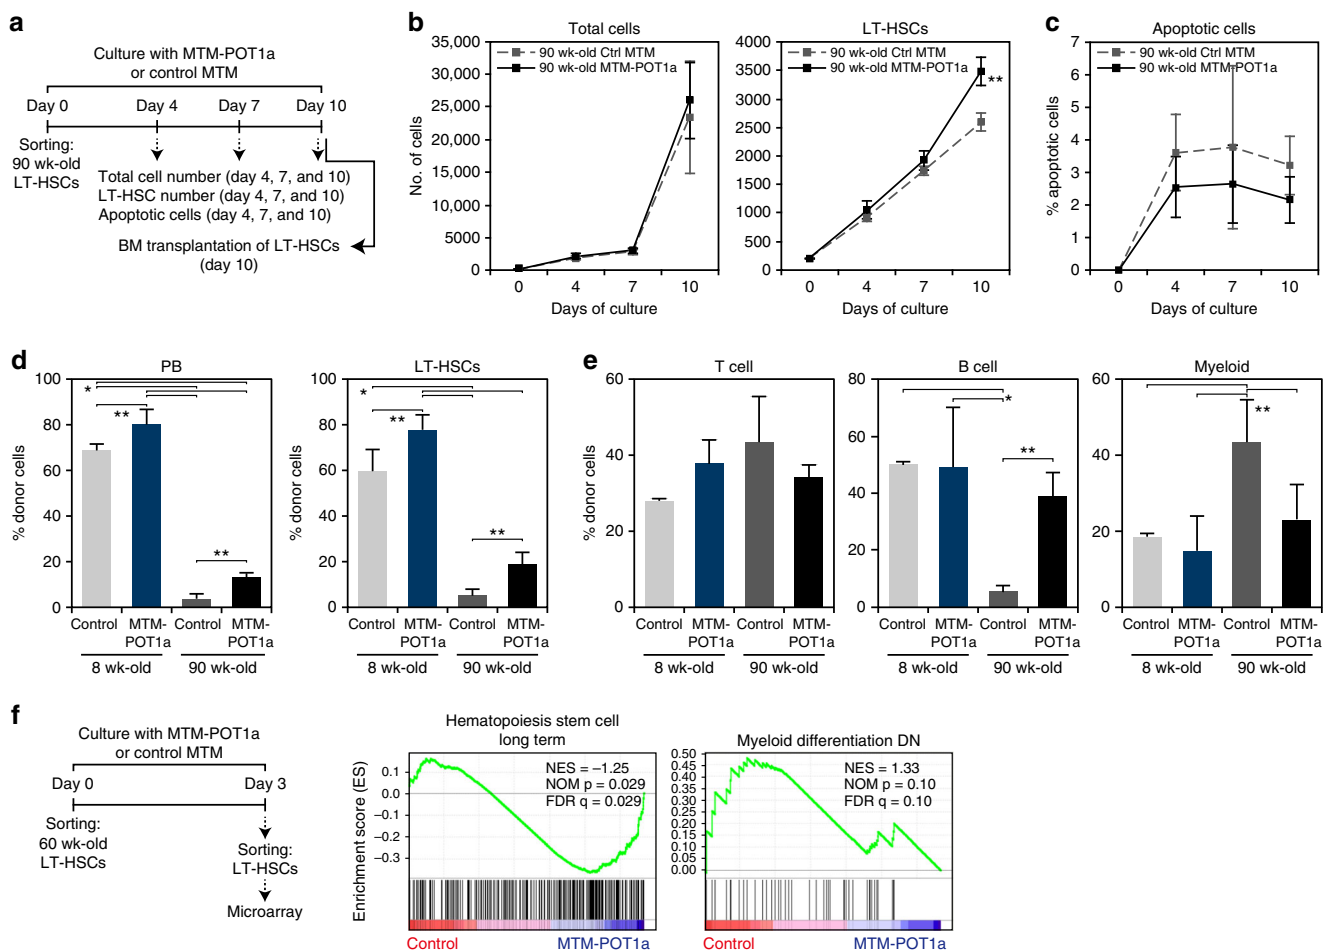 a
Culture with MTM-POT1a
or control MTM
Day 0
Day 4
Day 7
Day 10
Sorting:
90 wk-old
LT-HSCs
Total cell number (day 4, 7, and 10)
LT-HSC number (day 4, 7, and 10)
Apoptotic cells (day 4, 7, and 10)
BM transplantation of LT-HSCs
(day 10)
b
Total cells
90 wk-old Ctrl MTM
90 wk-old MTM-POT1a
No. of cells
35,000
30,000
25,000
20,000
15,000
10,000
5000
0
0 4 7 10
Days of culture
LT-HSCs
90 wk-old Ctrl MTM
90 wk-old MTM-POT1a
**
4000
3500
3000
2500
2000
1500
1000
500
0
0 4 7 10
Days of culture
c
Apoptotic cells
90 wk-old Ctrl MTM
90 wk-old MTM-POT1a
% apoptotic cells
7
6
5
4
3
2
1
0
0 4 7 10
Days of culture
d
PB
% donor cells
100
80
60
40
20
0
*
**
**
Control MTM-POT1a Control MTM-POT1a
8 wk-old 90 wk-old
LT-HSCs
% donor cells
100
80
60
40
20
0
*
**
**
Control MTM-POT1a Control MTM-POT1a
8 wk-old 90 wk-old
e
T cell
% donor cells
60
40
20
0
Control MTM-POT1a Control MTM-POT1a
8 wk-old 90 wk-old
B cell
80
60
40
20
0
*
**
Control MTM-POT1a Control MTM-POT1a
8 wk-old 90 wk-old
Myeloid
60
40
20
0
**
Control MTM-POT1a Control MTM-POT1a
8 wk-old 90 wk-old
f
Culture with MTM-POT1a
or control MTM
Day 0
Day 3
Sorting:
60 wk-old
LT-HSCs
Sorting:
LT-HSCs
Microarray
Hematopoiesis stem cell
long term
Enrichment score (ES)
0.1
0.0
−0.1
−0.2
−0.3
NES = −1.25
NOM p = 0.029
FDR q = 0.029
Control MTM-POT1a
Myeloid differentiation DN
0.50
0.45
0.40
0.35
0.30
0.25
0.20
0.15
0.10
0.05
0.00
NES = 1.33
NOM p = 0.10
FDR q = 0.10
Control MTM-POT1a